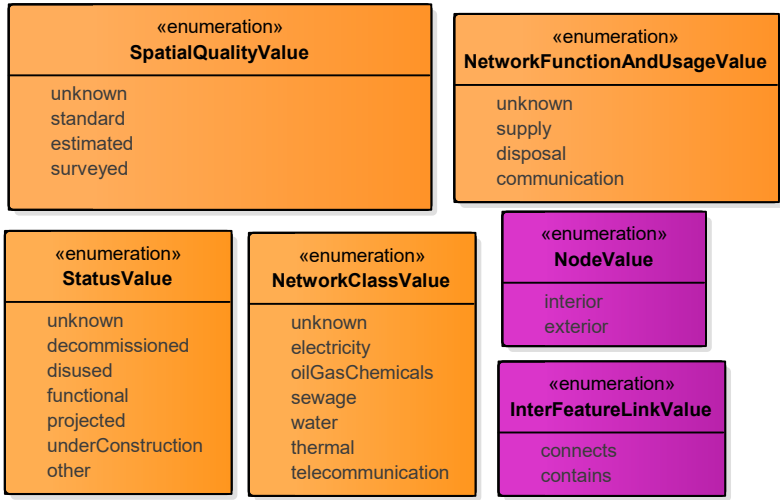 «enumeration»
SpatialQualityValue
unknown
standard
estimated
surveyed
«enumeration»
NetworkFunctionAndUsageValue
unknown
supply
disposal
communication
«enumeration»
StatusValue
unknown
decommissioned
disused
functional
projected
underConstruction
other
«enumeration»
NetworkClassValue
unknown
electricity
oilGasChemicals
sewage
water
thermal
telecommunication
«enumeration»
NodeValue
interior
exterior
«enumeration»
InterFeatureLinkValue
connects
contains